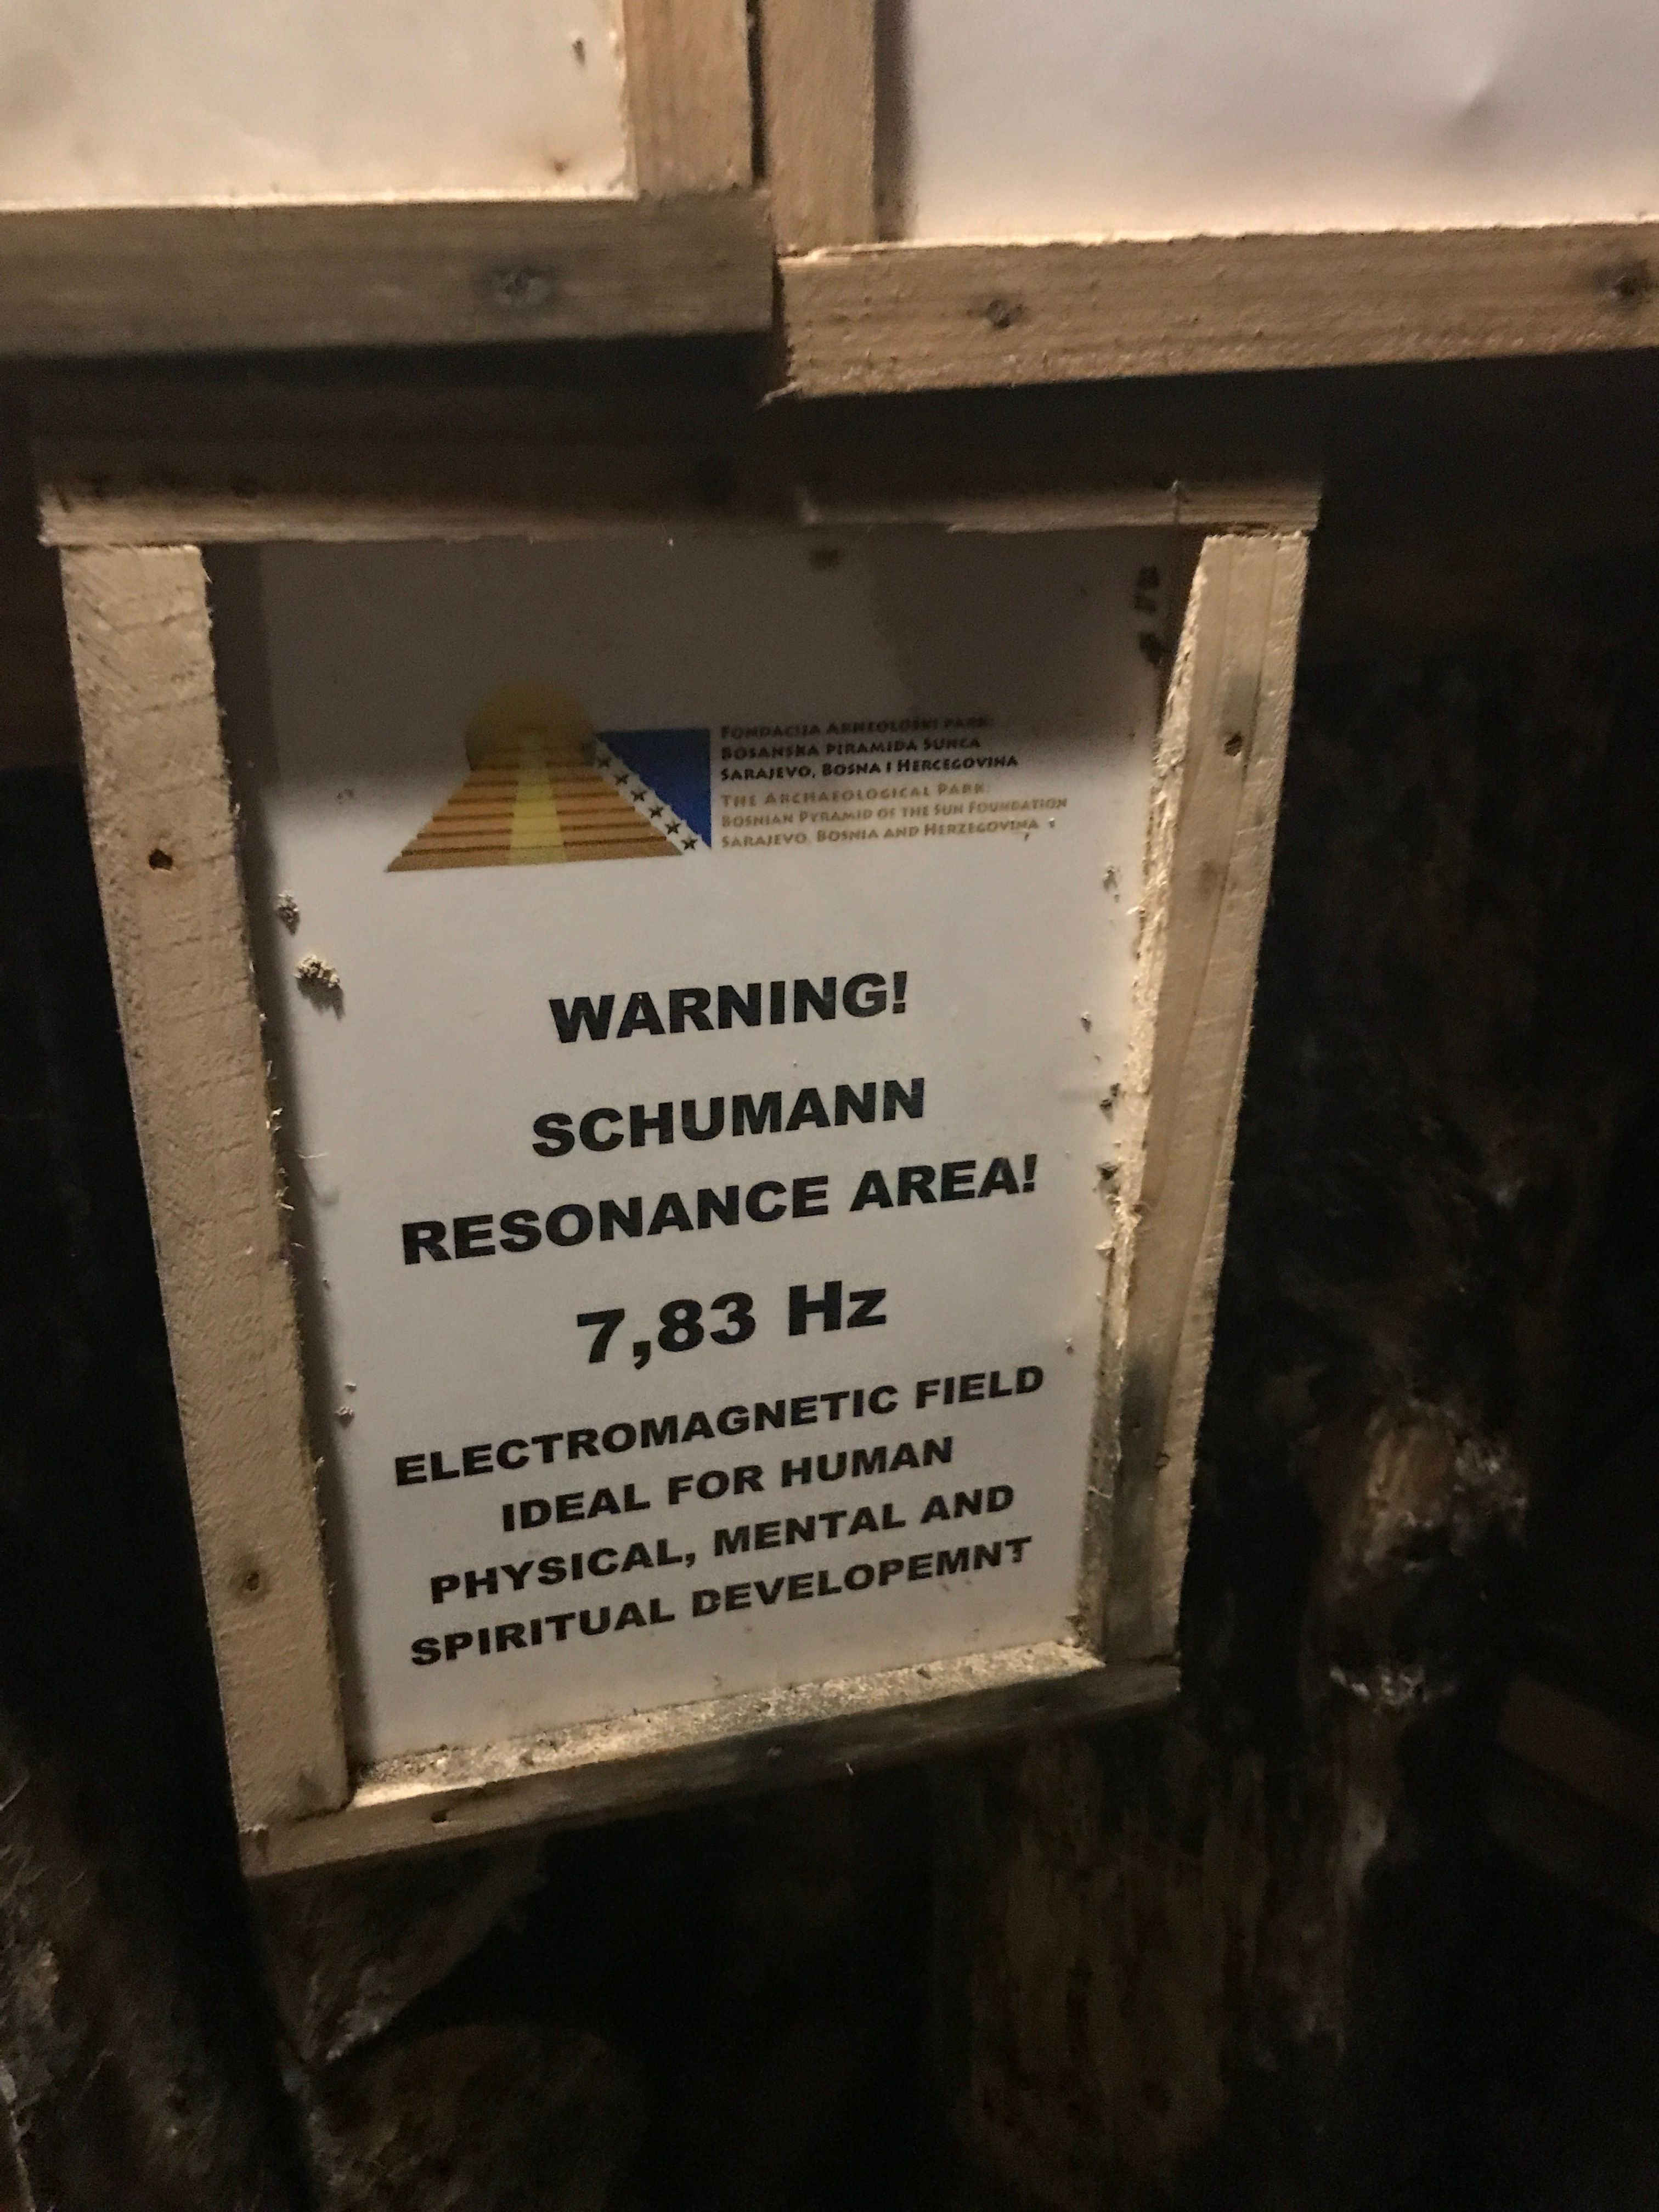 FONDACIJA ARHEOLOŠKI PARK:
BOSANSKA PIRAMIDA SUNCA
SARAJEVO, BOSNA I HERCEGOVINA
THE ARCHAEOLOGICAL PARK:
BOSNIAN PYRAMID OF THE SUN FOUNDATION
SARAJEVO, BOSNIA AND HERZEGOVINA
WARNING!
SCHUMANN
RESONANCE AREA!
7,83 Hz
ELECTROMAGNETIC FIELD
IDEAL FOR HUMAN
PHYSICAL, MENTAL AND
SPIRITUAL DEVELOPEMNT